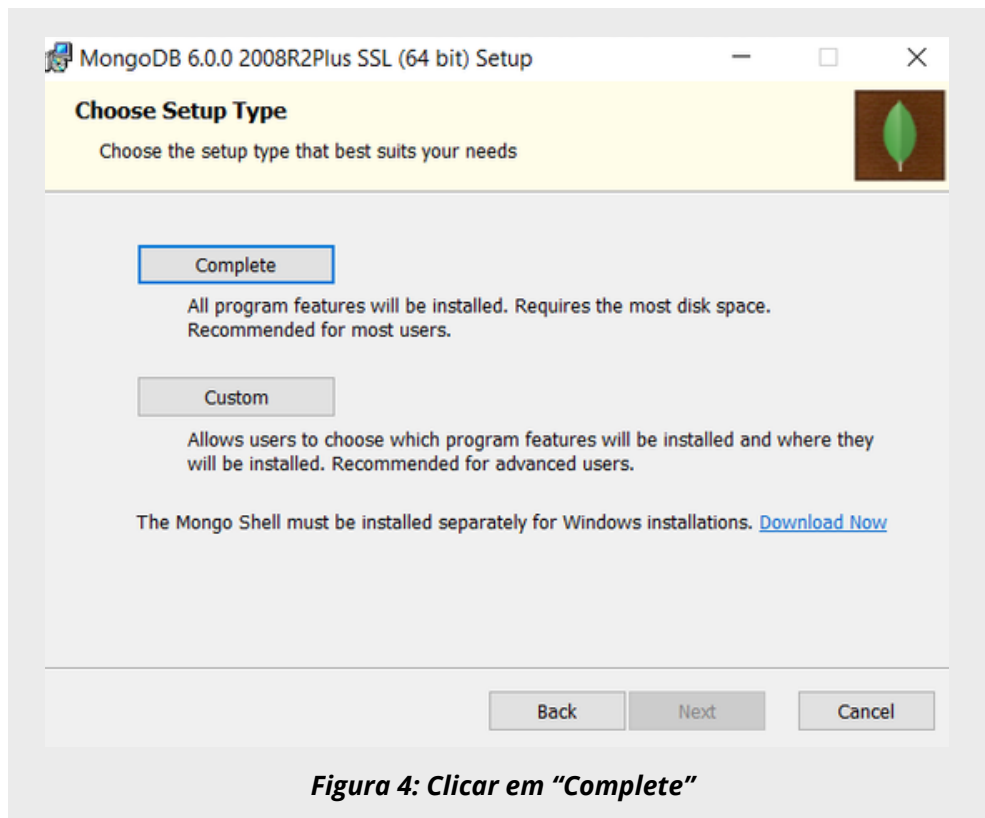 MongoDB 6.0.0 2008R2Plus SSL (64 bit) Setup
Choose Setup Type
Choose the setup type that best suits your needs
Complete
All program features will be installed. Requires the most disk space.
Recommended for most users.
Custom
Allows users to choose which program features will be installed and where they
will be installed. Recommended for advanced users.
The Mongo Shell must be installed separately for Windows installations. Download Now
Back Next Cancel
Figura 4: Clicar em “Complete”